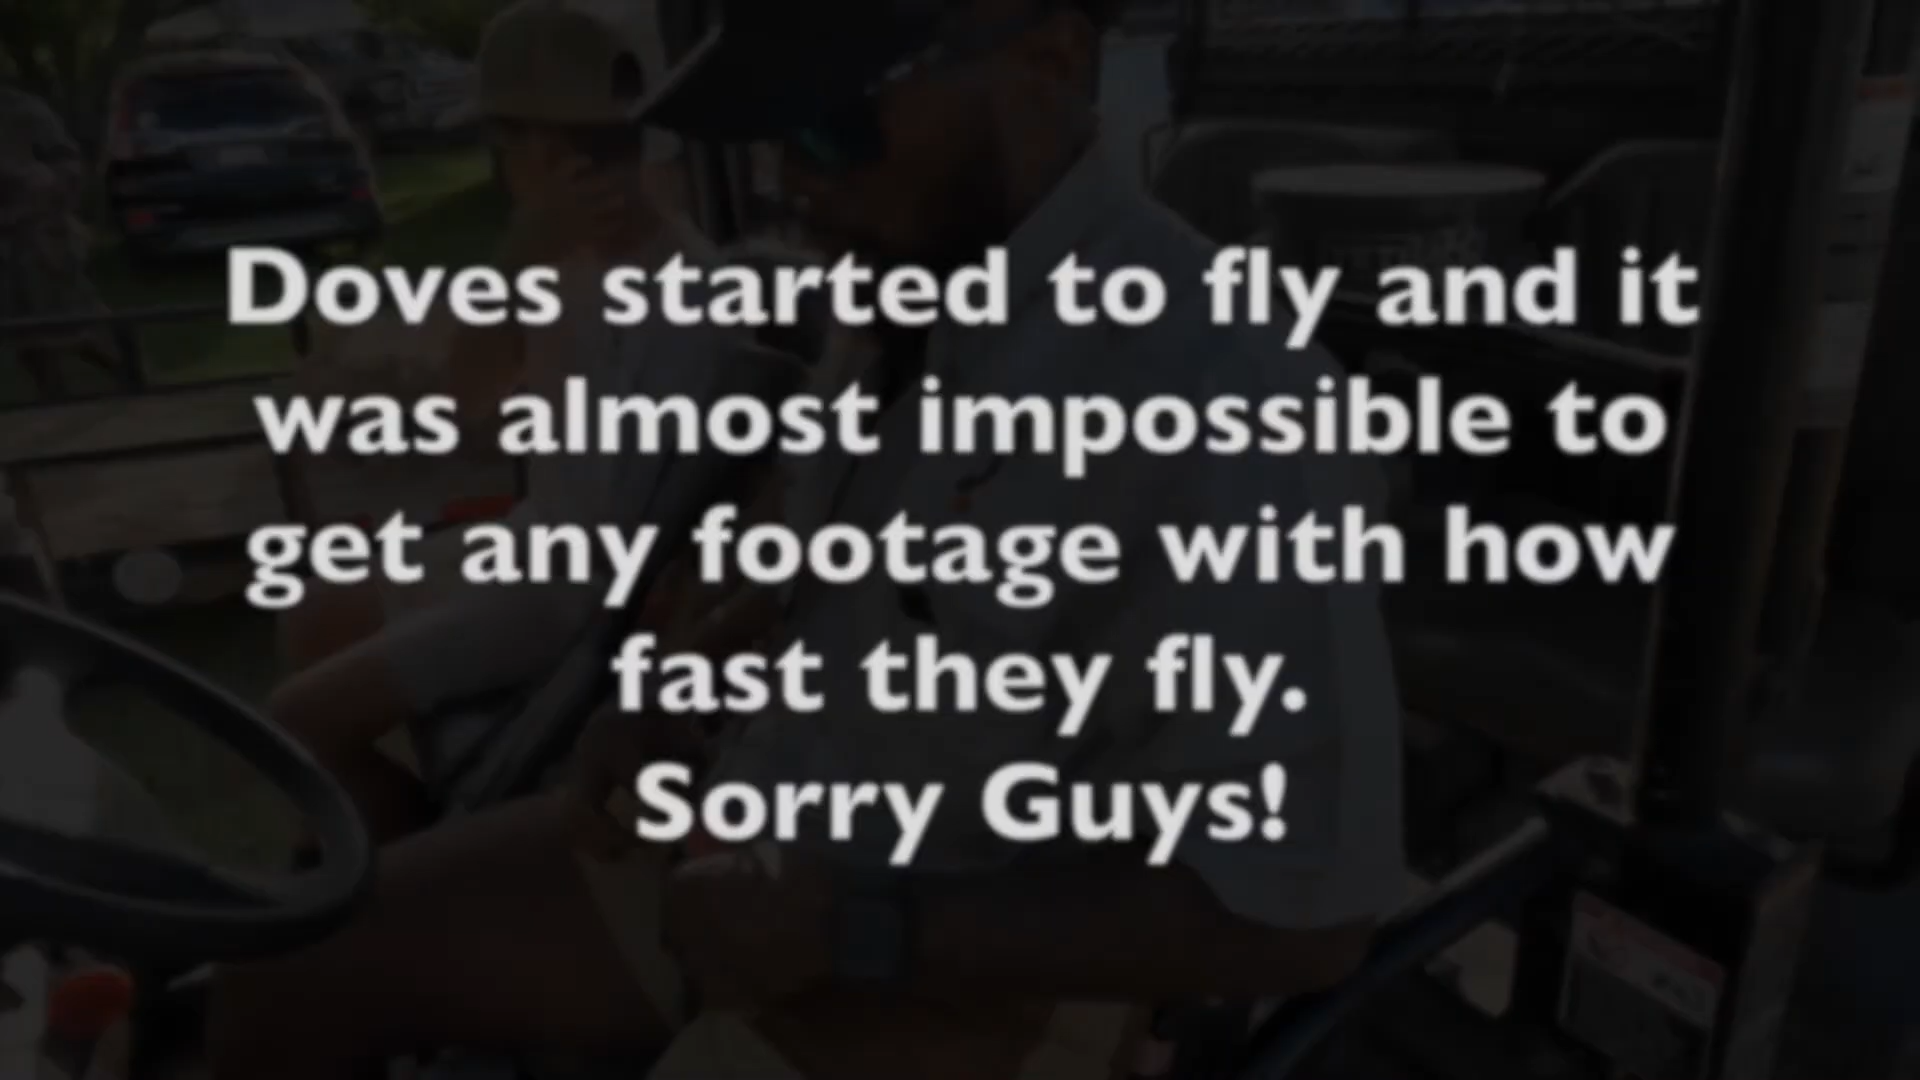 Doves started to fly and it
was almost impossible to
get any footage with how
fast they fly.
Sorry Guys!